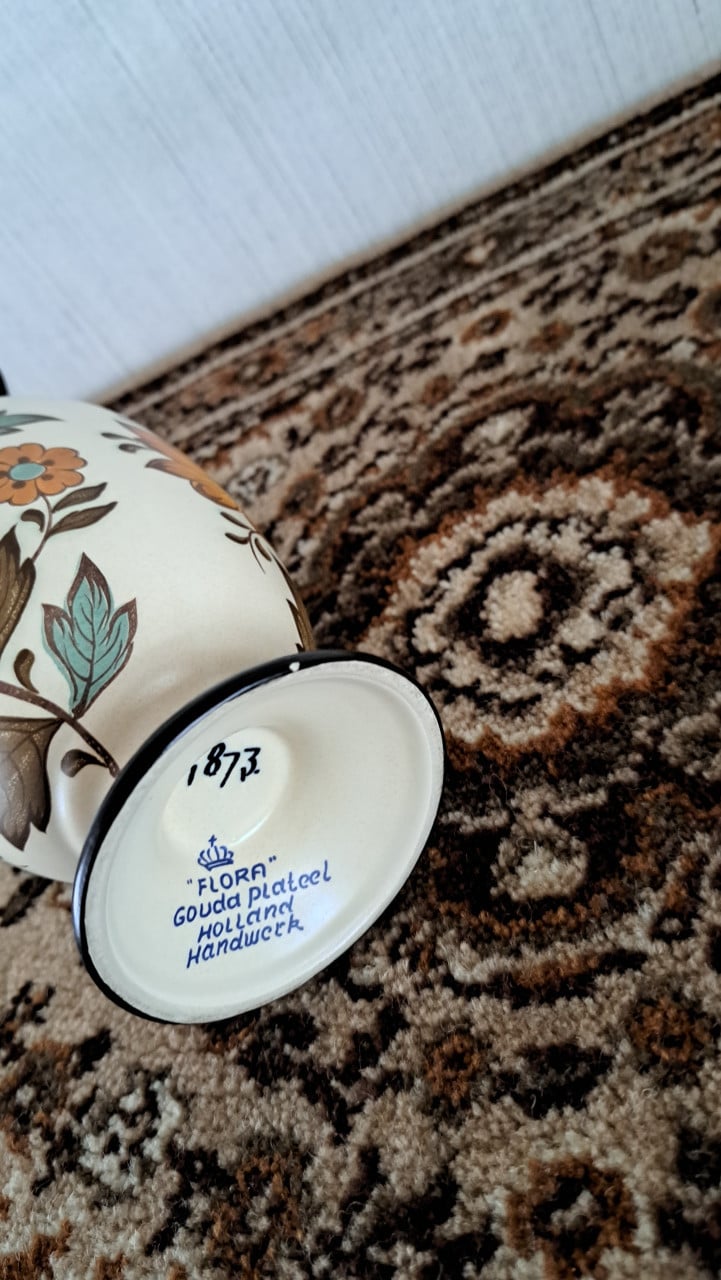 1873.
"FLORA"
Gouda plateel
Holland
Handwerk